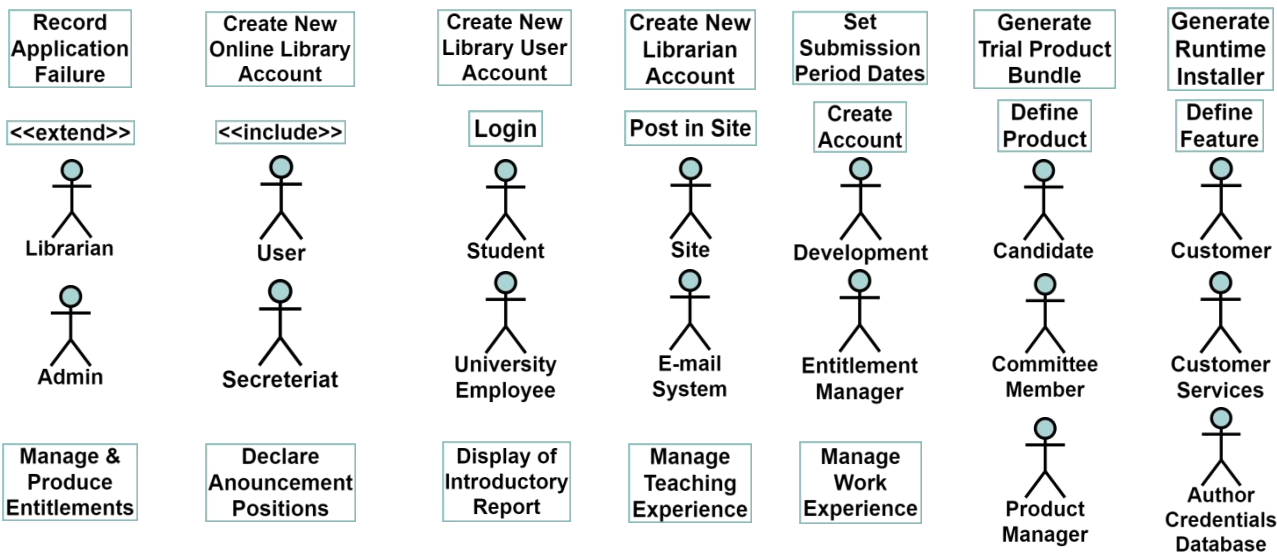 Record
Application
Failure
Create New
Online Library
Account
Create New
Library User
Account
Create New
Librarian
Account
Set
Submission
Period Dates
Generate
Trial Product
Bundle
Generate
Runtime
Installer
<<extend>>
<<include>>
Login
Post in Site
Create
Account
Define
Product
Define
Feature
Librarian
User
Student
Site
Development
Candidate
Customer
Admin
Secreteriat
University
Employee
E-mail
System
Entitlement
Manager
Committee
Member
Customer
Services
Manage &
Produce
Entitlements
Declare
Anouncement
Positions
Display of
Introductory
Report
Manage
Teaching
Experience
Manage
Work
Experience
Product
Manager
Author
Credentials
Database